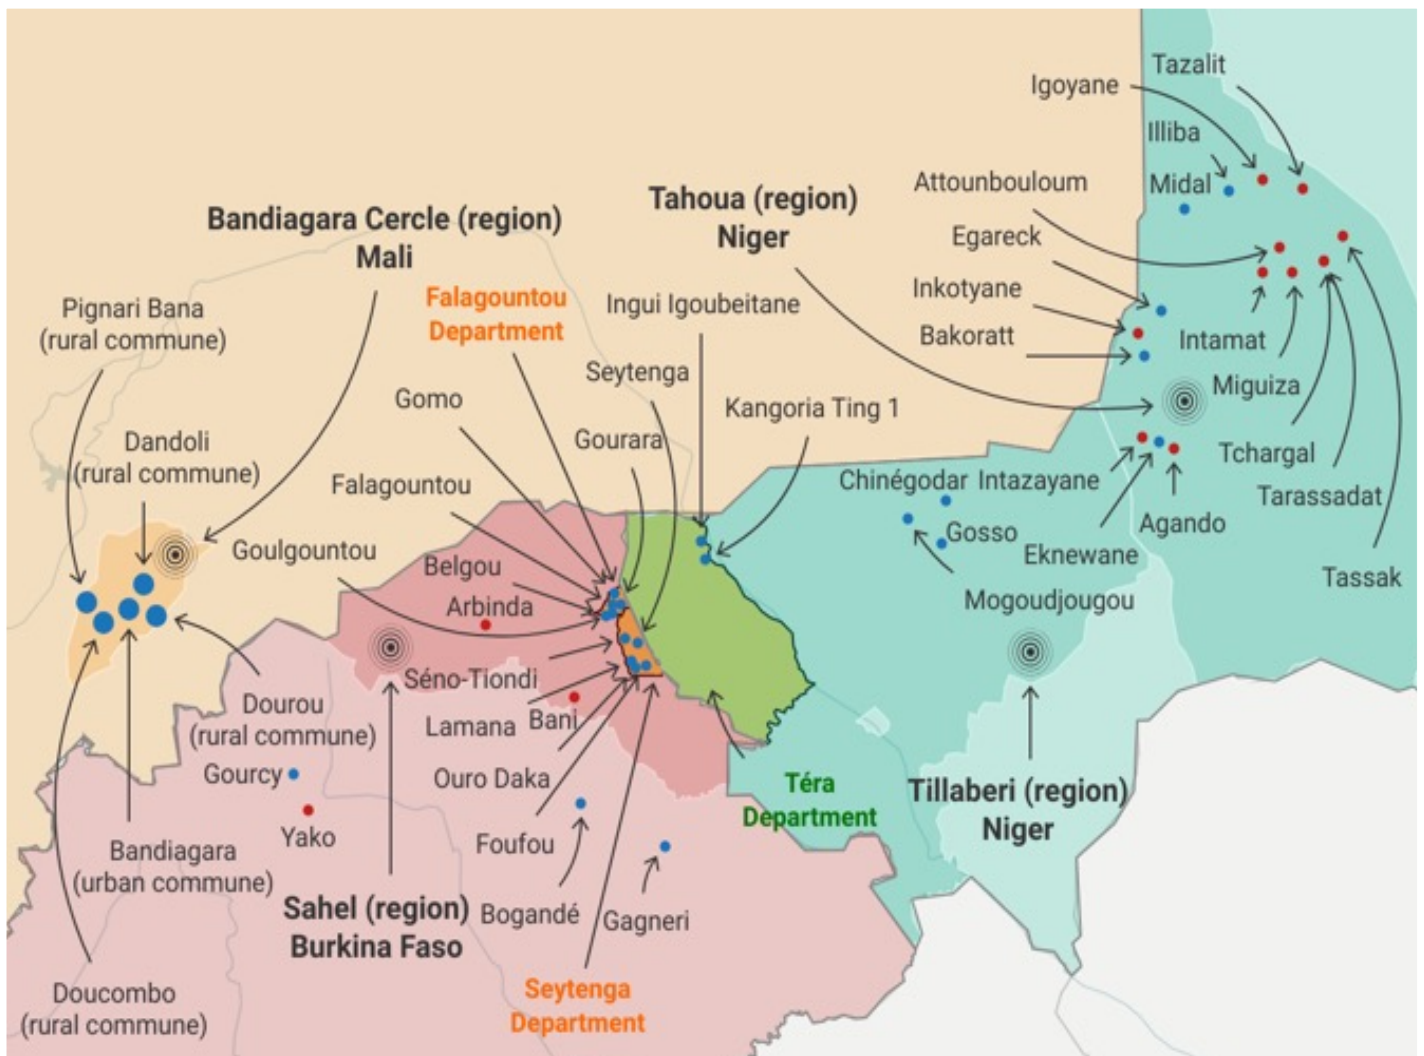 Tazalit
Igoyane
Illiba
Midal
Attounbouloum
Tahoua (region)
Niger
Bandiagara Cercle (region)
Mali
Egareck
Falagountou
Department
Ingui Igoubeitane
Inkotyane
Pignari Bana
(rural commune)
Bakoratt
Intamat
Seytenga
Miguiza
Gomo
Kangoria Ting 1
Dandoli
(rural commune)
Gourara
Tchargal
Falagountou
Chinégodar
Intazayane
Tarassadat
Agando
Gosso
Goulgountou
Eknewane
Belgou
Tassak
Arbinda
Mogoudjougou
Séno-Tiondi
Dourou
(rural commune)
Lamana
Bani
Gourcy
Ouro Daka
Téra
Department
Tillaberi (region)
Niger
Yako
Foufou
Bandiagara
(urban commune)
Sahel (region)
Burkina Faso
Bogandé
Gagneri
Doucombo
(rural commune)
Seytenga
Department